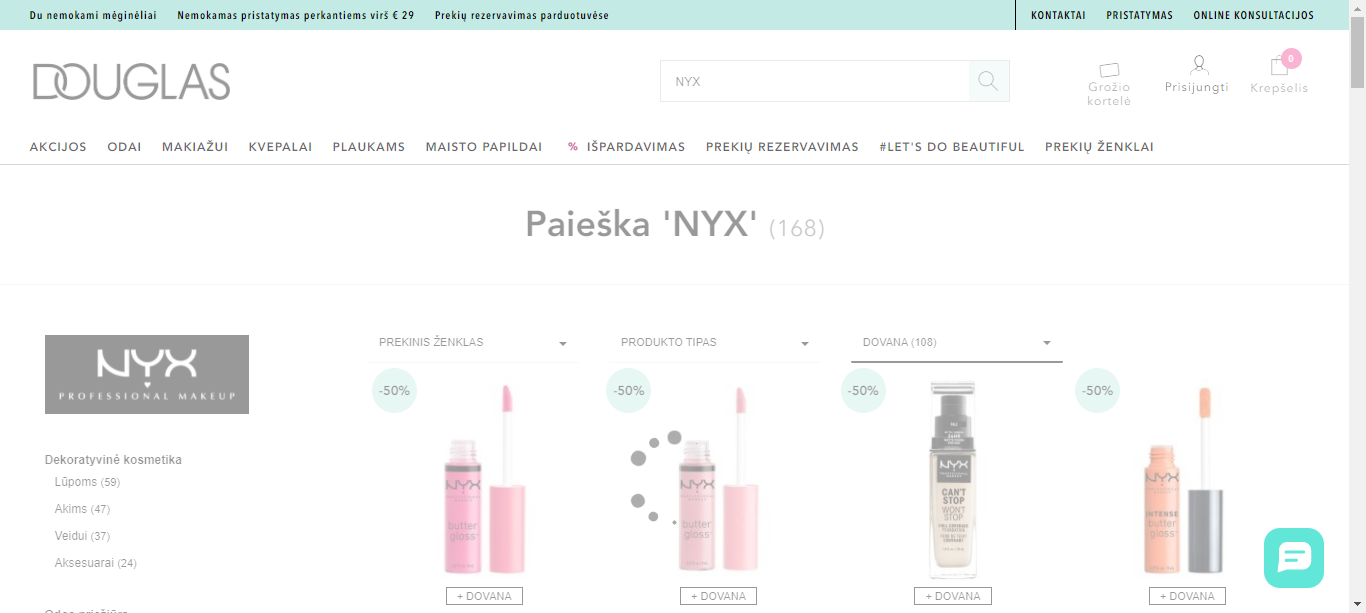 Du nemokami mėginėliai Nemokamas pristatymas perkantiems virš € 29 Prekių rezervavimas parduotuvėse KONTAKTAI PRISTATYMAS ONLINE KONSULTACIJOS
DOUGLAS
NYX
Grožio
kortelė
Prisijungti
0
Krepšelis
AKCIJOS ODAI MAKIAŽUI KVEPALAI PLAUKAMS MAISTO PAPILDAI % IŠPARDAVIMAS PREKIŲ REZERVAVIMAS #LET'S DO BEAUTIFUL PREKIŲ ŽENKLAI
Paieška 'NYX' (168)
NYX
PROFESSIONAL MAKEUP
PREKINIS ŽENKLAS PRODUKTO TIPAS DOVANA (108)
-50% -50% -50% -50%
Dekoratyvinė kosmetika
Lūpoms (59)
Akims (47)
Veidui (37)
Aksesuarai (24)
Odos priežiūra
NYX
butter
gloss
NYX
butter
gloss
NYX
CAN'T
STOP
WON'T
STOP
NYX
INTENSE
butter
gloss
+ DOVANA + DOVANA + DOVANA + DOVANA